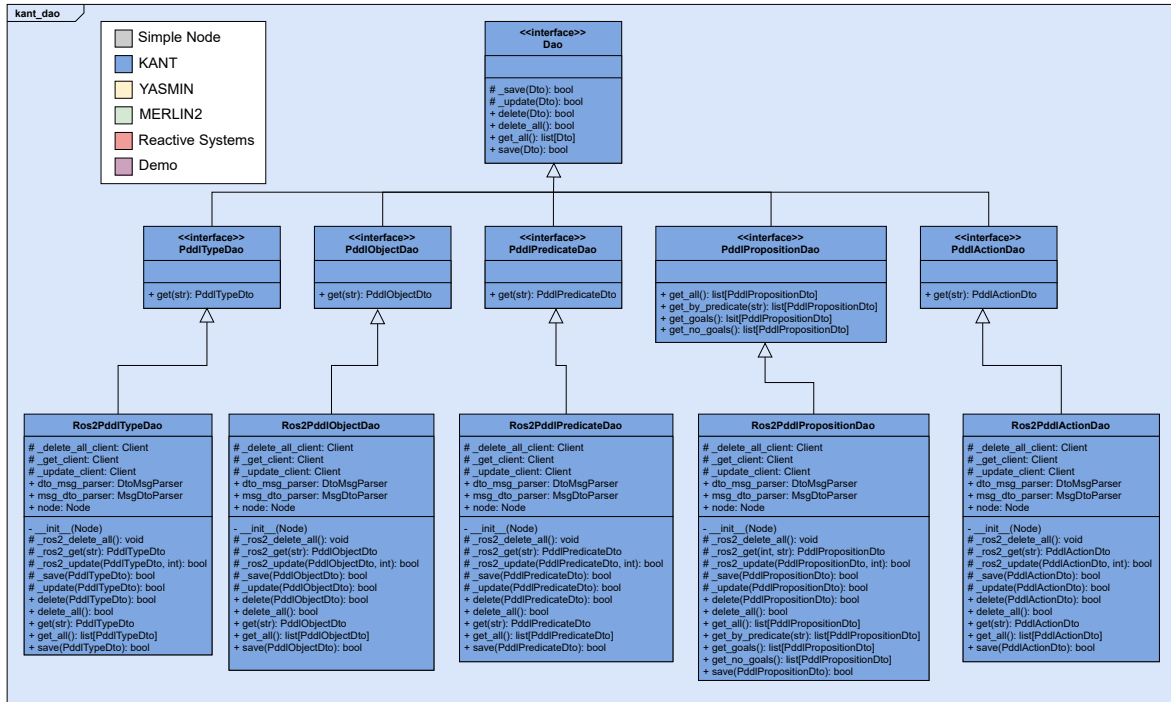 kant_dao
Simple Node
KANT
YASMIN
MERLIN2
Reactive Systems
Demo
<<interface>>
Dao
# _save(Dto): bool
# _update(Dto): bool
+ delete(Dto): bool
+ delete_all(): bool
+ get_all(): list[Dto]
+ save(Dto): bool
<<interface>>
PddlTypeDao
+ get(str): PddlTypeDto
<<interface>>
PddlObjectDao
+ get(str): PddlObjectDto
<<interface>>
PddlPredicateDao
+ get(str): PddlPredicateDto
<<interface>>
PddlPropositionDao
+ get_all(): list[PddlPropositionDto]
+ get_by_predicate(str): list[PddlPropositionDto]
+ get_goals(): lsit[PddlPropositionDto]
+ get_no_goals(): list[PddlPropositionDto]
<<interface>>
PddlActionDao
+ get(str): PddlActionDto
Ros2PddlTypeDao
# _delete_all_client: Client
# _get_client: Client
# _update_client: Client
+ dto_msg_parser: DtoMsgParser
+ msg_dto_parser: MsgDtoParser
+ node: Node
- __init__(Node)
# _ros2_delete_all(): void
# _ros2_get(str): PddlTypeDto
# _ros2_update(PddlTypeDto, int): bool
# _save(PddlTypeDto): bool
# _update(PddlTypeDto): bool
+ delete(PddlTypeDto): bool
+ delete_all(): bool
+ get(str): PddlTypeDto
+ get_all(): list[PddlTypeDto]
+ save(PddlTypeDto): bool
Ros2PddlObjectDao
# _delete_all_client: Client
# _get_client: Client
# _update_client: Client
+ dto_msg_parser: DtoMsgParser
+ msg_dto_parser: MsgDtoParser
+ node: Node
- __init__(Node)
# _ros2_delete_all(): void
# _ros2_get(str): PddlObjectDto
# _ros2_update(PddlObjectDto, int): bool
# _save(PddlObjectDto): bool
# _update(PddlObjectDto): bool
+ delete(PddlObjectDto): bool
+ delete_all(): bool
+ get(str): PddlObjectDto
+ get_all(): list[PddlObjectDto]
+ save(PddlObjectDto): bool
Ros2PddlPredicateDao
# _delete_all_client: Client
# _get_client: Client
# _update_client: Client
+ dto_msg_parser: DtoMsgParser
+ msg_dto_parser: MsgDtoParser
+ node: Node
- __init__(Node)
# _ros2_delete_all(): void
# _ros2_get(str): PddlPredicateDto
# _ros2_update(PddlPredicateDto, int): bool
# _save(PddlPredicateDto): bool
# _update(PddlPredicateDto): bool
+ delete(PddlPredicateDto): bool
+ delete_all(): bool
+ get(str): PddlPredicateDto
+ get_all(): list[PddlPredicateDto]
+ save(PddlPredicateDto): bool
Ros2PddlPropositionDao
# _delete_all_client: Client
# _get_client: Client
# _update_client: Client
+ dto_msg_parser: DtoMsgParser
+ msg_dto_parser: MsgDtoParser
+ node: Node
- __init__(Node)
# _ros2_delete_all(): void
# _ros2_get(int, str): PddlPropositionDto
# _ros2_update(PddlPropositionDto, int): bool
# _save(PddlPropositionDto): bool
# _update(PddlPropositionDto): bool
+ delete(PddlPropositionDto): bool
+ delete_all(): bool
+ get_all(): list[PddlPropositionDto]
+ get_by_predicate(str): list[PddlPropositionDto]
+ get_goals(): list[PddlPropositionDto]
+ get_no_goals(): list[PddlPropositionDto]
+ save(PddlPropositionDto): bool
Ros2PddlActionDao
# _delete_all_client: Client
# _get_client: Client
# _update_client: Client
+ dto_msg_parser: DtoMsgParser
+ msg_dto_parser: MsgDtoParser
+ node: Node
- __init__(Node)
# _ros2_delete_all(): void
# _ros2_get(str): PddlActionDto
# _ros2_update(PddlActionDto, int): bool
# _save(PddlActionDto): bool
# _update(PddlActionDto): bool
+ delete(PddlActionDto): bool
+ delete_all(): bool
+ get(str): PddlActionDto
+ get_all(): list[PddlActionDto]
+ save(PddlActionDto): bool